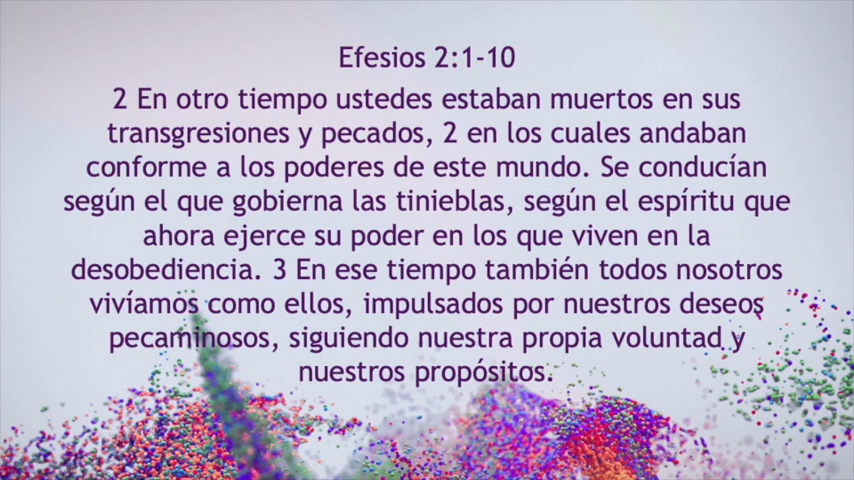 Efesios 2:1-10
2 En otro tiempo ustedes estaban muertos en sus
transgresiones y pecados, 2 en los cuales andaban
conforme a los poderes de este mundo. Se conducían
según el que gobierna las tinieblas, según el espíritu que
ahora ejerce su poder en los que viven en la
desobediencia. 3 En ese tiempo también todos nosotros
vivíamos como ellos, impulsados por nuestros deseos
pecaminosos, siguiendo nuestra propia voluntad y
nuestros propósitos.